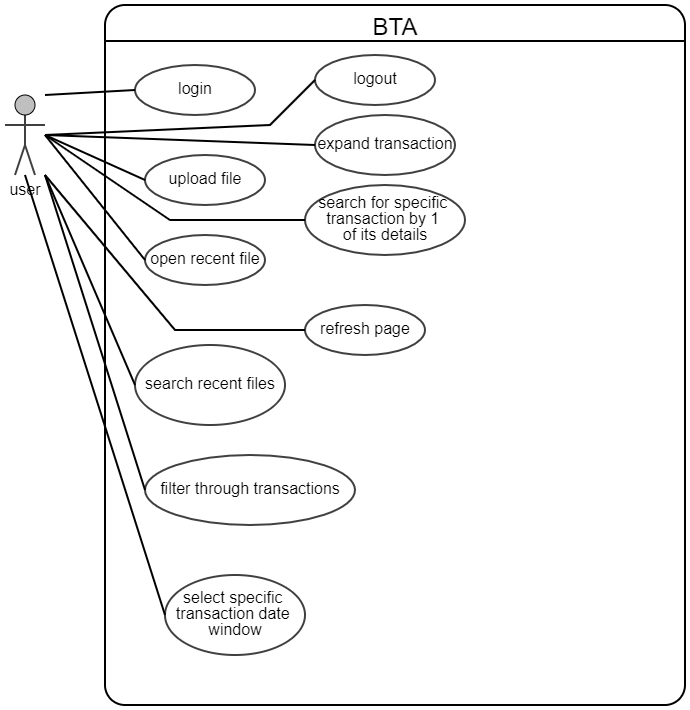 BTA
login
logout
expand transaction
upload file
user
search for specific
transaction by 1
of its details
open recent file
refresh page
search recent files
filter through transactions
select specific
transaction date
window